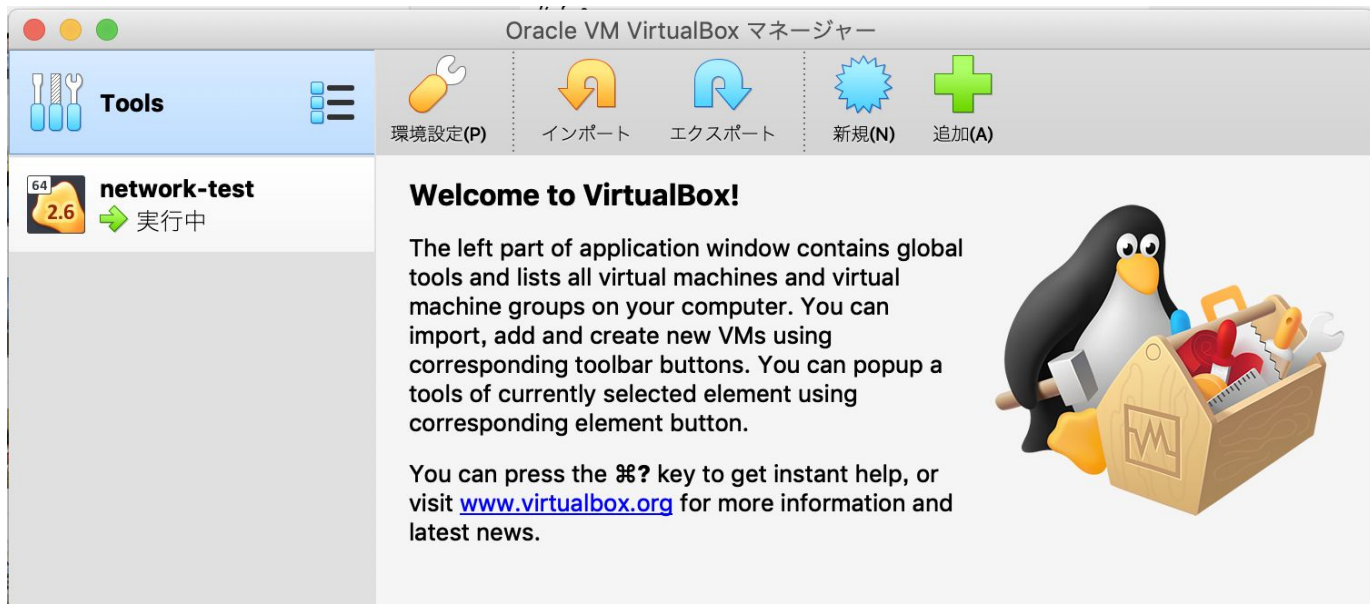 Oracle VM VirtualBox マネージャー
Tools
環境設定(P)
インポート
エクスポート
新規(N)
追加(A)
64
2.6
network-test
実行中
Welcome to VirtualBox!
The left part of application window contains global
tools and lists all virtual machines and virtual
machine groups on your computer. You can
import, add and create new VMs using
corresponding toolbar buttons. You can popup a
tools of currently selected element using
corresponding element button.
You can press the ⌘? key to get instant help, or
visit www.virtualbox.org for more information and
latest news.